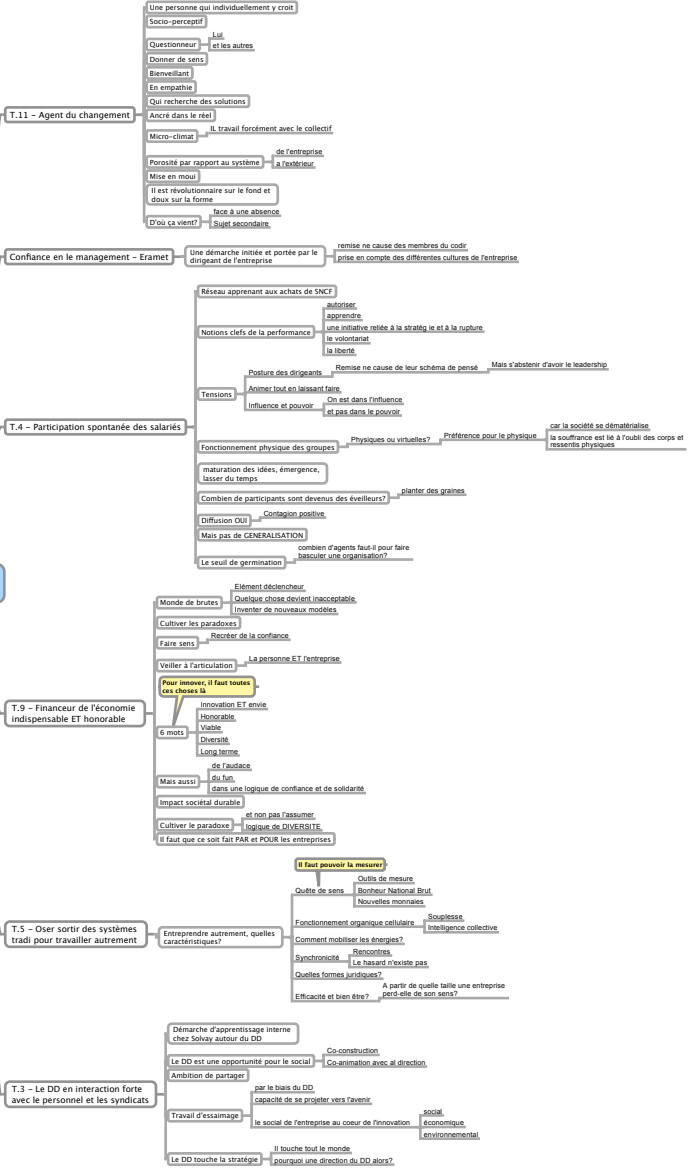 T.11 - Agent du changement
Une personne qui individuellement y croit
Socio-perceptif
Questionneur
Lui
et les autres
Donner de sens
Bienveillant
En empathie
Qui recherche des solutions
Ancré dans le réel
Micro-climat
IL travail forcément avec le collectif
Porosité par rapport au système
de l'entreprise
a l'extérieur
Mise en moui
Il est révolutionnaire sur le fond et
doux sur la forme
D'où ça vient?
face à une absence
Sujet secondaire
Confiance en le management - Eramet
Une démarche initiée et portée par le
dirigeant de l'entreprise
remise ne cause des membres du codir
prise en compte des différentes cultures de l'entreprise
T.4 - Participation spontanée des salariés
Réseau apprenant aux achats de SNCF
Notions clefs de la performance
autoriser
apprendre
une initiative reliée à la stratég ie et à la rupture
le volontariat
la liberté
Tensions
Posture des dirigeants
Remise ne cause de leur schéma de pensé
Mais s'abstenir d'avoir le leadership
Animer tout en laissant faire
Influence et pouvoir
On est dans l'influence
et pas dans le pouvoir
Fonctionnement physique des groupes
Physiques ou virtuelles?
Préférence pour le physique
car la société se dématérialise
la souffrance est lié à l'oubli des corps et
ressentis physiques
maturation des idées, émergence,
lasser du temps
Combien de participants sont devenus des éveilleurs?
planter des graines
Diffusion OUI
Contagion positive
Mais pas de GENERALISATION
Le seuil de germination
combien d'agents faut-il pour faire
basculer une organisation?
T.9 - Financeur de l'économie
indispensable ET honorable
Monde de brutes
Elément déclencheur
Quelque chose devient inacceptable
Inventer de nouveaux modèles
Cultiver les paradoxes
Faire sens
Recréer de la confiance
Veiller à l'articulation
La personne ET l'entreprise
Pour innover, il faut toutes
ces choses là
6 mots
Innovation ET envie
Honorable
Viable
Diversité
Long terme
Mais aussi
de l'audace
du fun
dans une logique de confiance et de solidarité
Impact sociétal durable
Cultiver le paradoxe
et non pas l'assumer
logique de DIVERSITE
Il faut que ce soit fait PAR et POUR les entreprises
T.5 - Oser sortir des systèmes
tradi pour travailler autrement
Entreprendre autrement, quelles
caractéristiques?
Il faut pouvoir la mesurer
Quête de sens
Outils de mesure
Bonheur National Brut
Nouvelles monnaies
Fonctionnement organique cellulaire
Souplesse
Intelligence collective
Comment mobiliser les énergies?
Synchronicité
Rencontres
Le hasard n'existe pas
Quelles formes juridiques?
Efficacité et bien être?
A partir de quelle taille une entreprise
perd-elle de son sens?
T.3 - Le DD en interaction forte
avec le personnel et les syndicats
Démarche d'apprentissage interne
chez Solvay autour du DD
Le DD est une opportunité pour le social
Co-construction
Co-animation avec al direction
Ambition de partager
Travail d'essaimage
par le biais du DD
capacité de se projeter vers l'avenir
le social de l'entreprise au coeur de l'innovation
social
économique
environnemental
Le DD touche la stratégie
Il touche tout le monde
pourquoi une direction du DD alors?